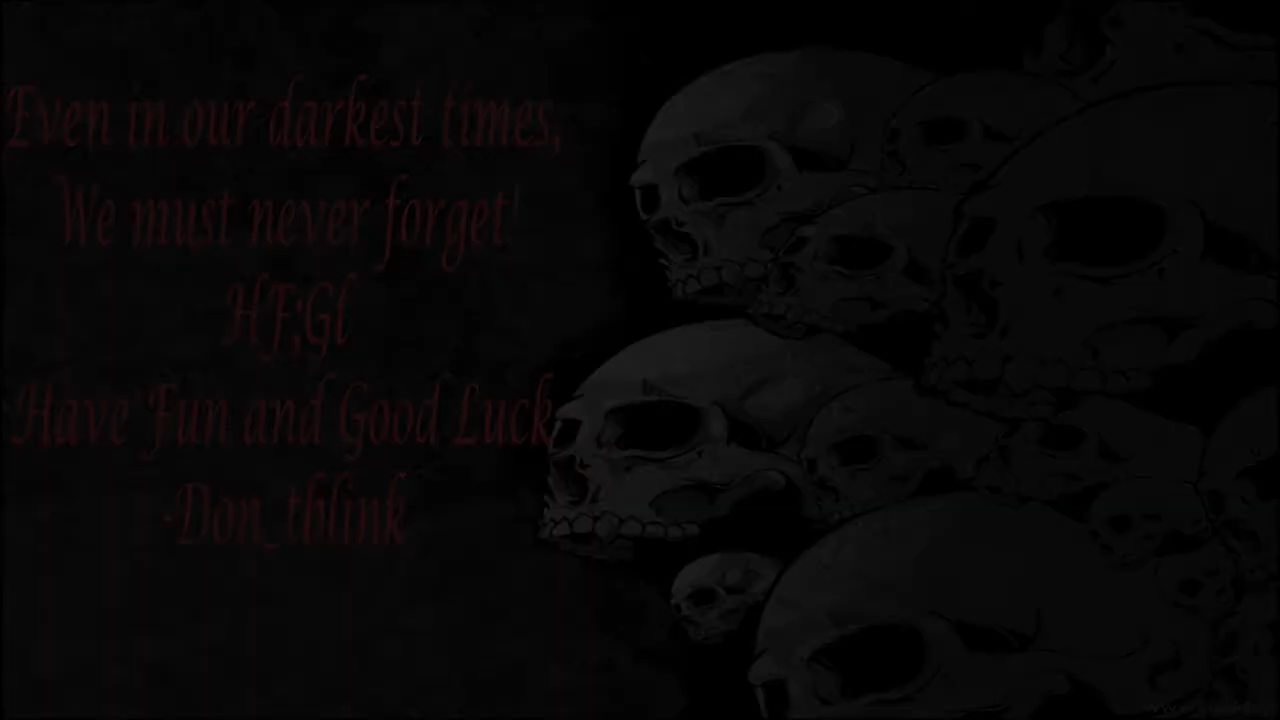 Even in our darkest times,
We must never forget!
HF;Gl
Have Fun and Good Luck
-Don_tblink